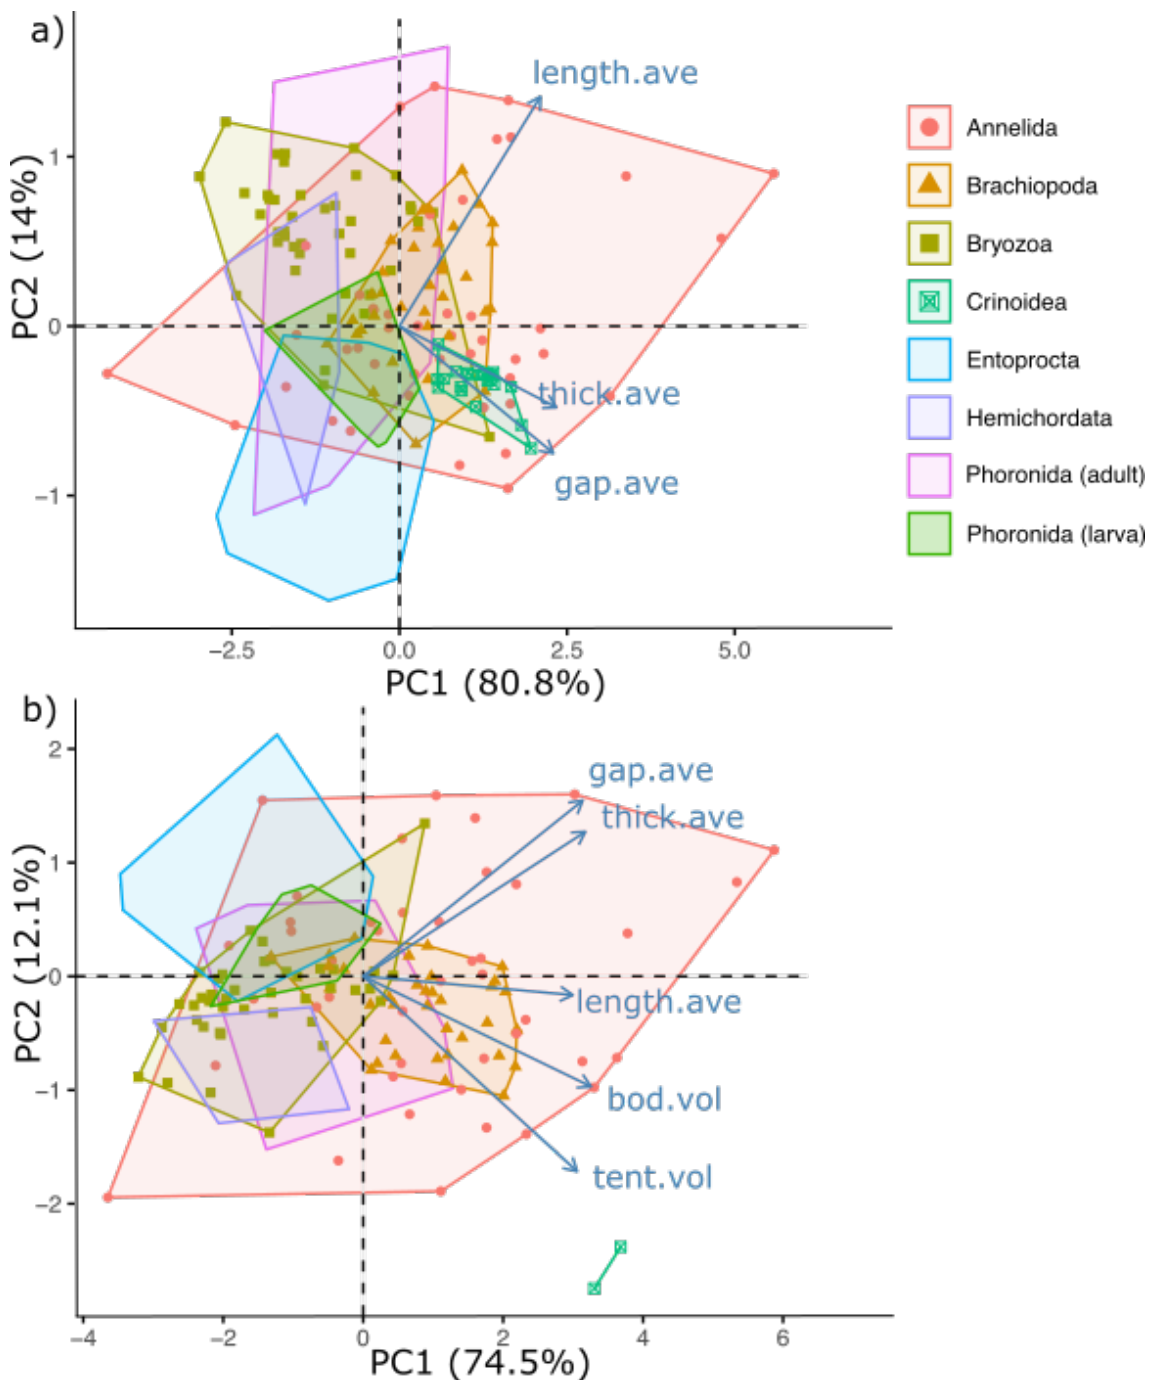 a)
length.ave
Annelida
1
Brachiopoda
Bryozoa
PC2 (14%)
Crinoidea
0
Entoprocta
thick.ave
Hemichordata
gap.ave
Phoronida (adult)
−1
Phoronida (larva)
−2.5 0.0 2.5 5.0
PC1 (80.8%)
b)
2
gap.ave
thick.ave
1
PC2 (12.1%)
0
length.ave
−1
bod.vol
tent.vol
−2
−4 −2 0 2 4 6
PC1 (74.5%)